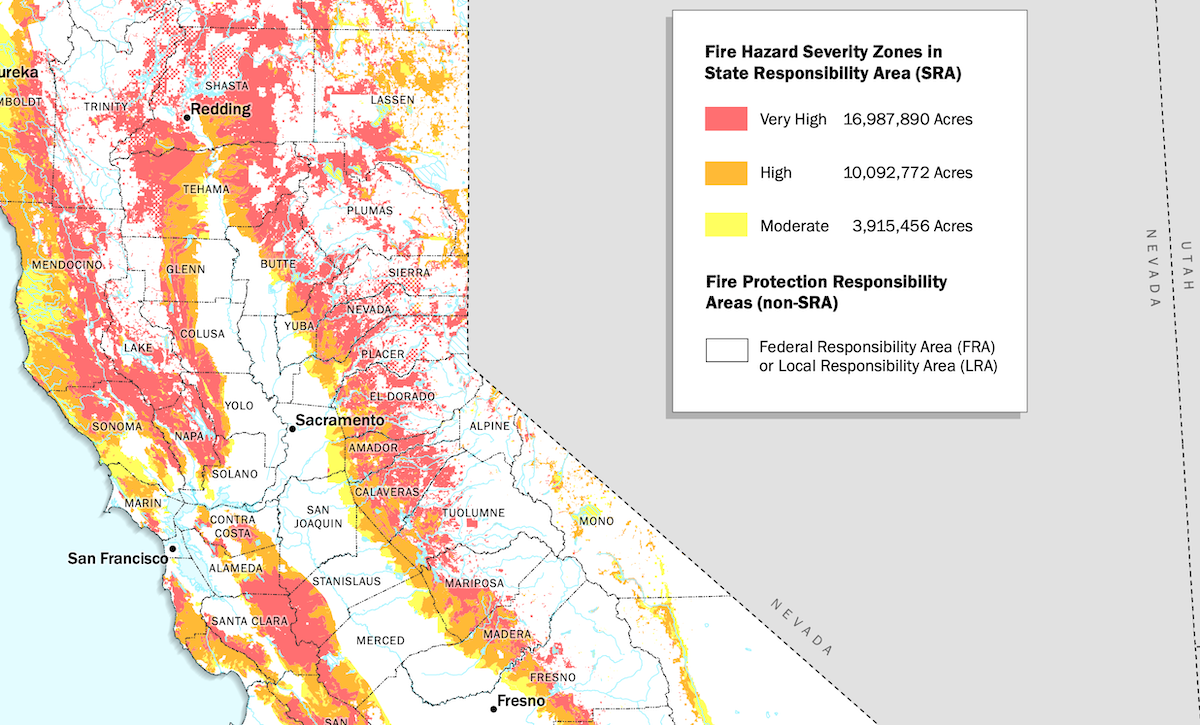 Fire Hazard Severity Zones in
State Responsibility Area (SRA)
Very High 16,987,890 Acres
High 10,092,772 Acres
Moderate 3,915,456 Acres
Fire Protection Responsibility
Areas (non-SRA)
Federal Responsibility Area (FRA)
or Local Responsibility Area (LRA)
ureka
MBOLDT
TRINITY
SHASTA
Redding
LASSEN
TEHAMA
PLUMAS
MENDOCINO
GLENN
BUTTE
SIERRA
NEVADA
COLUSA
YUBA
LAKE
PLACER
YOLO
EL DORADO
SONOMA
NAPA
Sacramento
ALPINE
AMADOR
SOLANO
CALAVERAS
MARIN
CONTRA
COSTA
SAN
JOAQUIN
TUOLUMNE
MONO
San Francisco
ALAMEDA
STANISLAUS
MARIPOSA
SANTA CLARA
MERCED
MADERA
FRESNO
Fresno
SAN
NEVADA
NEVADA
UTAH